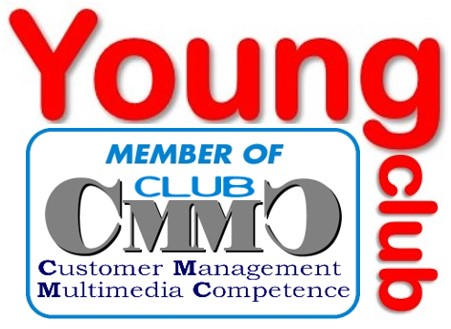 Young
club
MEMBER OF
CLUB
CMMC
Customer Management
Multimedia Competence